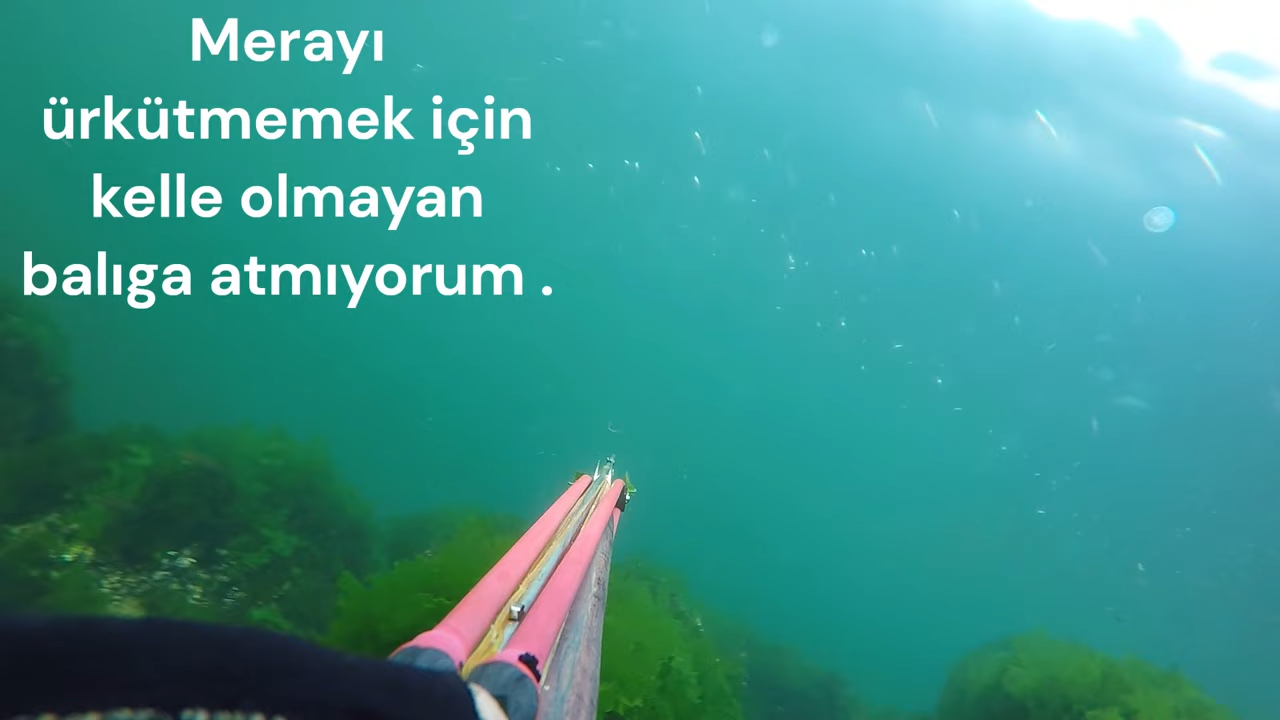 Merayı
ürkütmemek için
kelle olmayan
balıga atmıyorum .